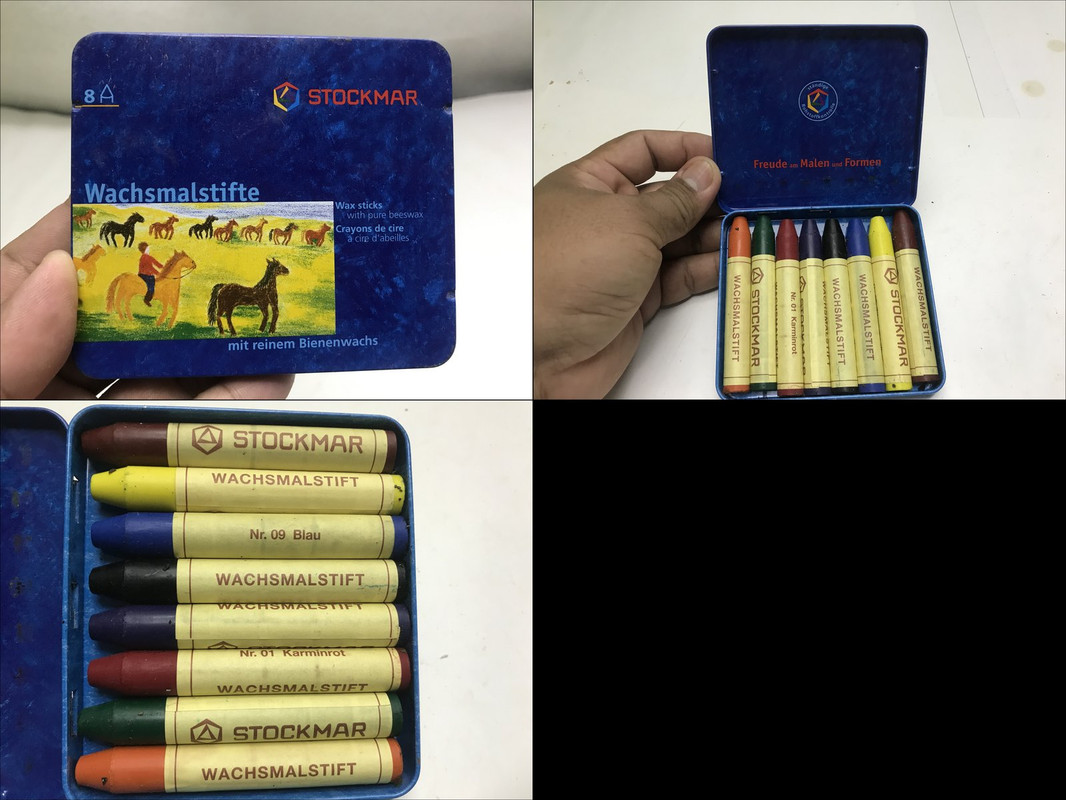 8
STOCKMAR
Wachsmalstifte
Wax sticks
with pure beeswax
Crayons de cire
à cire d'abeilles
mit reinem Bienenwachs
Freude am Malen und Formen
WACHSMALSTIFT
STOCKMAR
Nr. 01 Karminrot
WACHSMALSTIFT
WACHSMALSTIFT
WACHSMALSTIFT
STOCKMAR
WACHSMALSTIFT
STOCKMAR
WACHSMALSTIFT
Nr. 09 Blau
WACHSMALSTIFT
WACHSMALSTIFT
STOCKMAR
Nr. 01 Karminrot
WACHSMALSTIFT
STOCKMAR
WACHSMALSTIFT